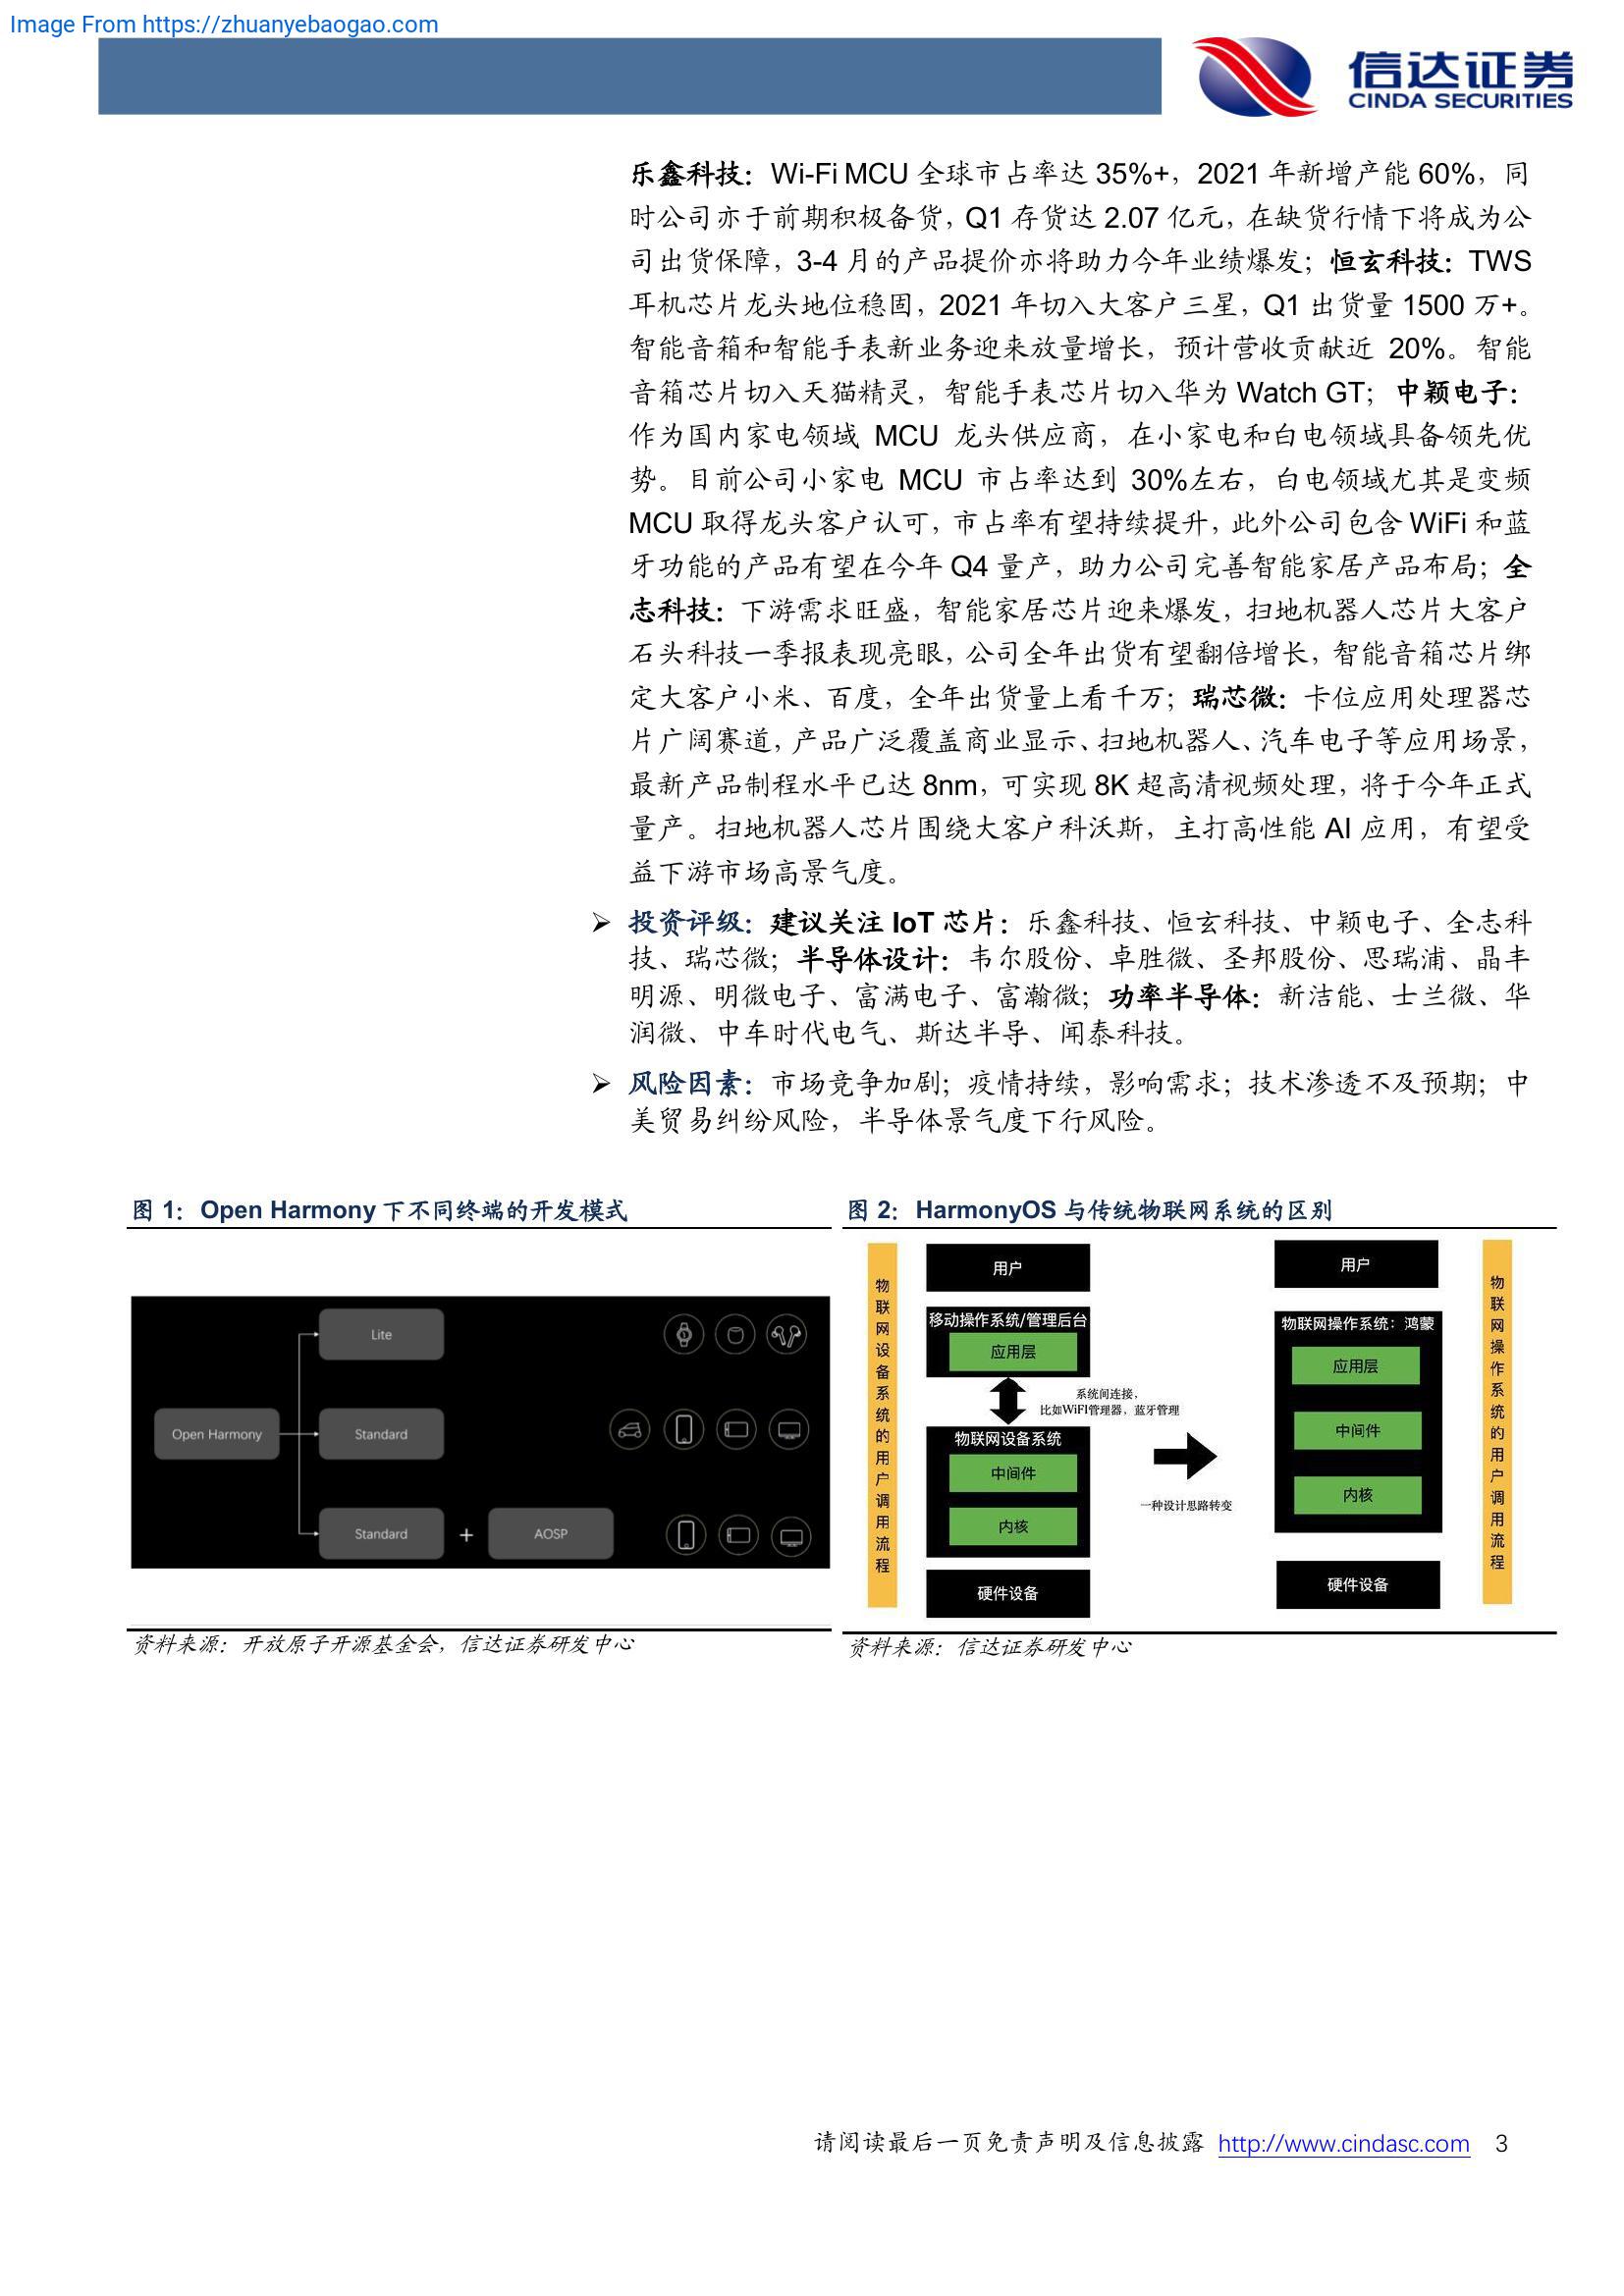 Image From https://zhuanyebaogao.com
信达证券
CINDA SECURITIES
乐鑫科技：Wi-Fi MCU 全球市占率达 35%+，2021 年新增产能 60%，同
时公司亦于前期积极备货，Q1 存货达 2.07 亿元，在缺货行情下将成为公
司出货保障，3-4 月的产品提价亦将助力今年业绩爆发；恒玄科技：TWS
耳机芯片龙头地位稳固，2021 年切入大客户三星，Q1 出货量 1500 万+。
智能音箱和智能手表新业务迎来放量增长，预计营收贡献近 20%。智能
音箱芯片切入天猫精灵，智能手表芯片切入华为 Watch GT；中颖电子：
作为国内家电领域 MCU 龙头供应商，在小家电和白电领域具备领先优
势。目前公司小家电 MCU 市占率达到 30%左右，白电领域尤其是变频
MCU 取得龙头客户认可，市占率有望持续提升，此外公司包含 WiFi 和蓝
牙功能的产品有望在今年 Q4 量产，助力公司完善智能家居产品布局；全
志科技：下游需求旺盛，智能家居芯片迎来爆发，扫地机器人芯片大客户
石头科技一季报表现亮眼，公司全年出货有望翻倍增长，智能音箱芯片绑
定大客户小米、百度，全年出货量上看千万；瑞芯微：卡位应用处理器芯
片广阔赛道，产品广泛覆盖商业显示、扫地机器人、汽车电子等应用场景，
最新产品制程水平已达 8nm，可实现 8K 超高清视频处理，将于今年正式
量产。扫地机器人芯片围绕大客户科沃斯，主打高性能 AI 应用，有望受
益下游市场高景气度。
➢ 投资评级：建议关注 IoT 芯片：乐鑫科技、恒玄科技、中颖电子、全志科
技、瑞芯微；半导体设计：韦尔股份、卓胜微、圣邦股份、思瑞浦、晶丰
明源、明微电子、富满电子、富瀚微；功率半导体：新洁能、士兰微、华
润微、中车时代电气、斯达半导、闻泰科技。
➢ 风险因素：市场竞争加剧；疫情持续，影响需求；技术渗透不及预期；中
美贸易纠纷风险，半导体景气度下行风险。
图 1：Open Harmony 下不同终端的开发模式
Lite
Open Harmony
Standard
Standard
+
AOSP
资料来源：开放原子开源基金会，信达证券研发中心
图 2：HarmonyOS 与传统物联网系统的区别
物联网设备系统的用户调用流程
用户
移动操作系统/管理后台
应用层
系统间连接，
比如WiFi管理器，蓝牙管理
物联网设备系统
中间件
内核
硬件设备
一种设计思路转变
用户
物联网操作系统：鸿蒙
应用层
中间件
内核
硬件设备
物联网操作系统的用户调用流程
资料来源：信达证券研发中心
请阅读最后一页免责声明及信息披露 http://www.cindasc.com 3